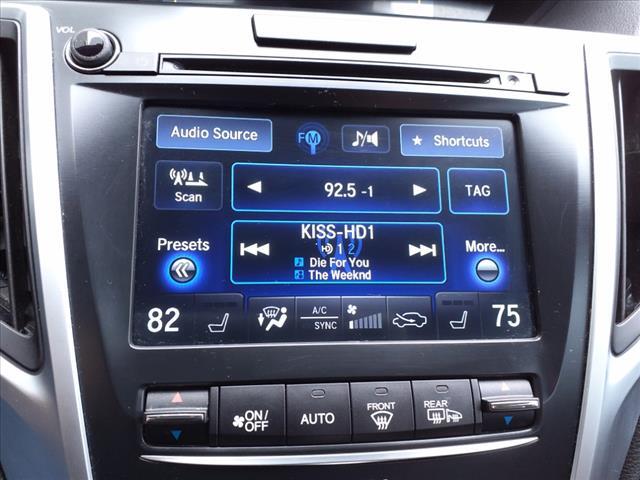 VOL
Audio Source
FM
Shortcuts
Scan
92.5 -1
TAG
Presets
KISS-HD1
1 2
Die For You
The Weeknd
More...
82
A/C
SYNC
75
ON/
OFF
AUTO
FRONT
REAR